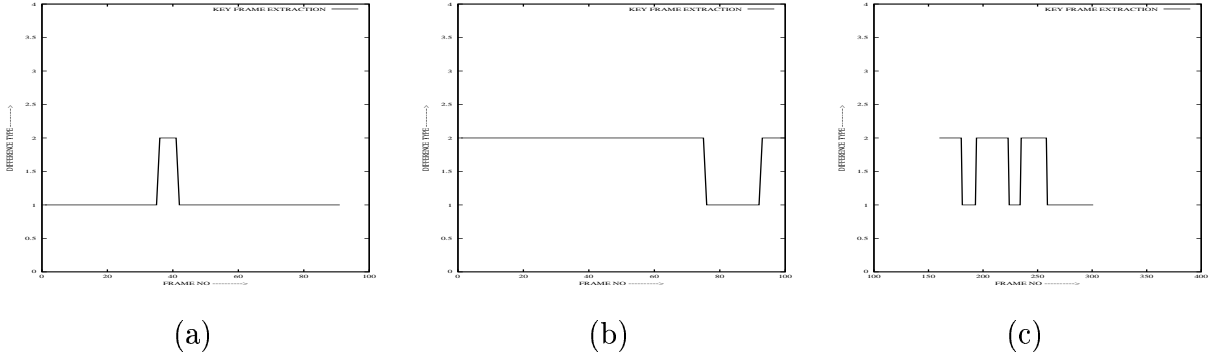 KEY FRAME EXTRACTION
4
3.5
3
2.5
2
1.5
1
0.5
0
DIFFERENCE TYPE ------->
0 20 40 60 80 100
FRAME NO ---------->
(a)
KEY FRAME EXTRACTION
4
3.5
3
2.5
2
1.5
1
0.5
0
DIFFERENCE TYPE ------->
0 20 40 60 80 100
FRAME NO ---------->
(b)
KEY FRAME EXTRACTION
4
3.5
3
2.5
2
1.5
1
0.5
0
DIFFERENCE TYPE ------->
100 150 200 250 300 350 400
FRAME NO ---------->
(c)